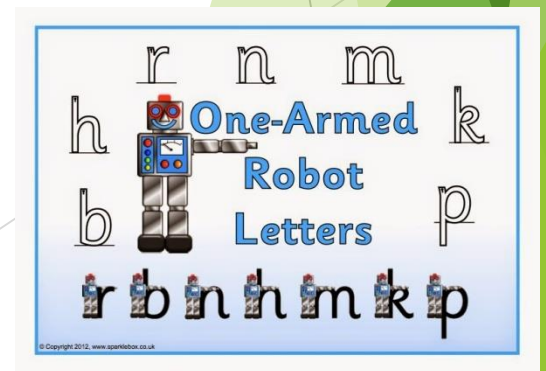 r n m
h
One-Armed
k
Robot
b
Letters
p
r b n h m k p
© Copyright 2012, www.sparklebox.co.uk